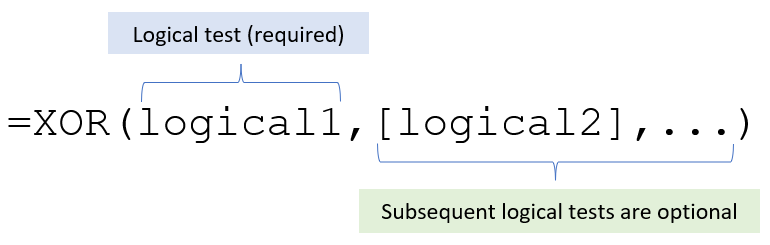 Logical test (required)
=XOR(logical1,[logical2],...)
Subsequent logical tests are optional